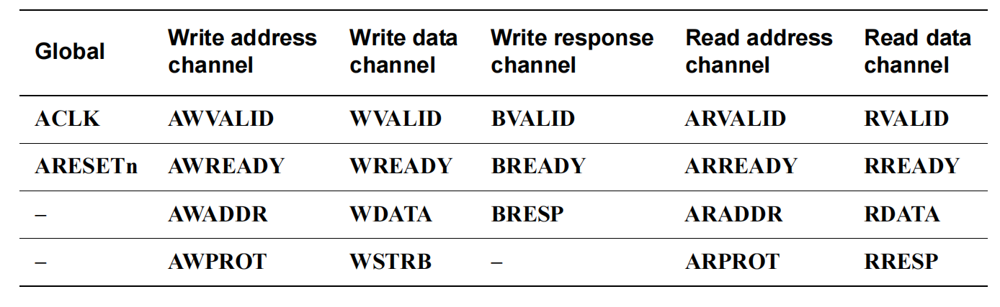 Global Write address channel Write data channel Write response channel Read address channel Read data channel
ACLK AWVALID WVALID BVALID ARVALID RVALID
ARESETn AWREADY WREADY BREADY ARREADY RREADY
– AWADDR WDATA BRESP ARADDR RDATA
– AWPROT WSTRB – ARPROT RRESP